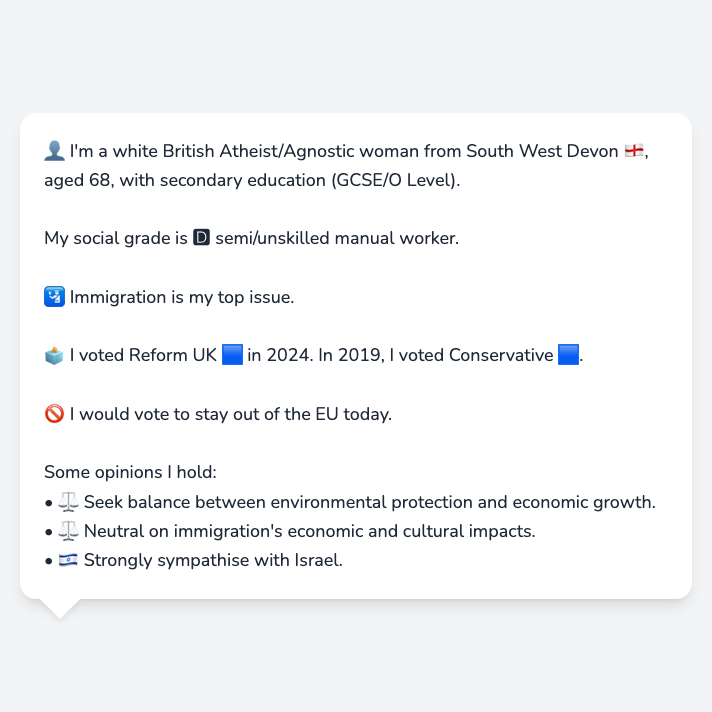 👤 I'm a white British Atheist/Agnostic woman from South West Devon 🏴󠁧󠁢󠁥󠁮󠁧󠁿,
aged 68, with secondary education (GCSE/O Level).
My social grade is 🅳 semi/unskilled manual worker.
🛂 Immigration is my top issue.
🗳️ I voted Reform UK 🟦 in 2024. In 2019, I voted Conservative 🟦.
🚫 I would vote to stay out of the EU today.
Some opinions I hold:
• ⚖️ Seek balance between environmental protection and economic growth.
• ⚖️ Neutral on immigration's economic and cultural impacts.
• 🇮🇱 Strongly sympathise with Israel.